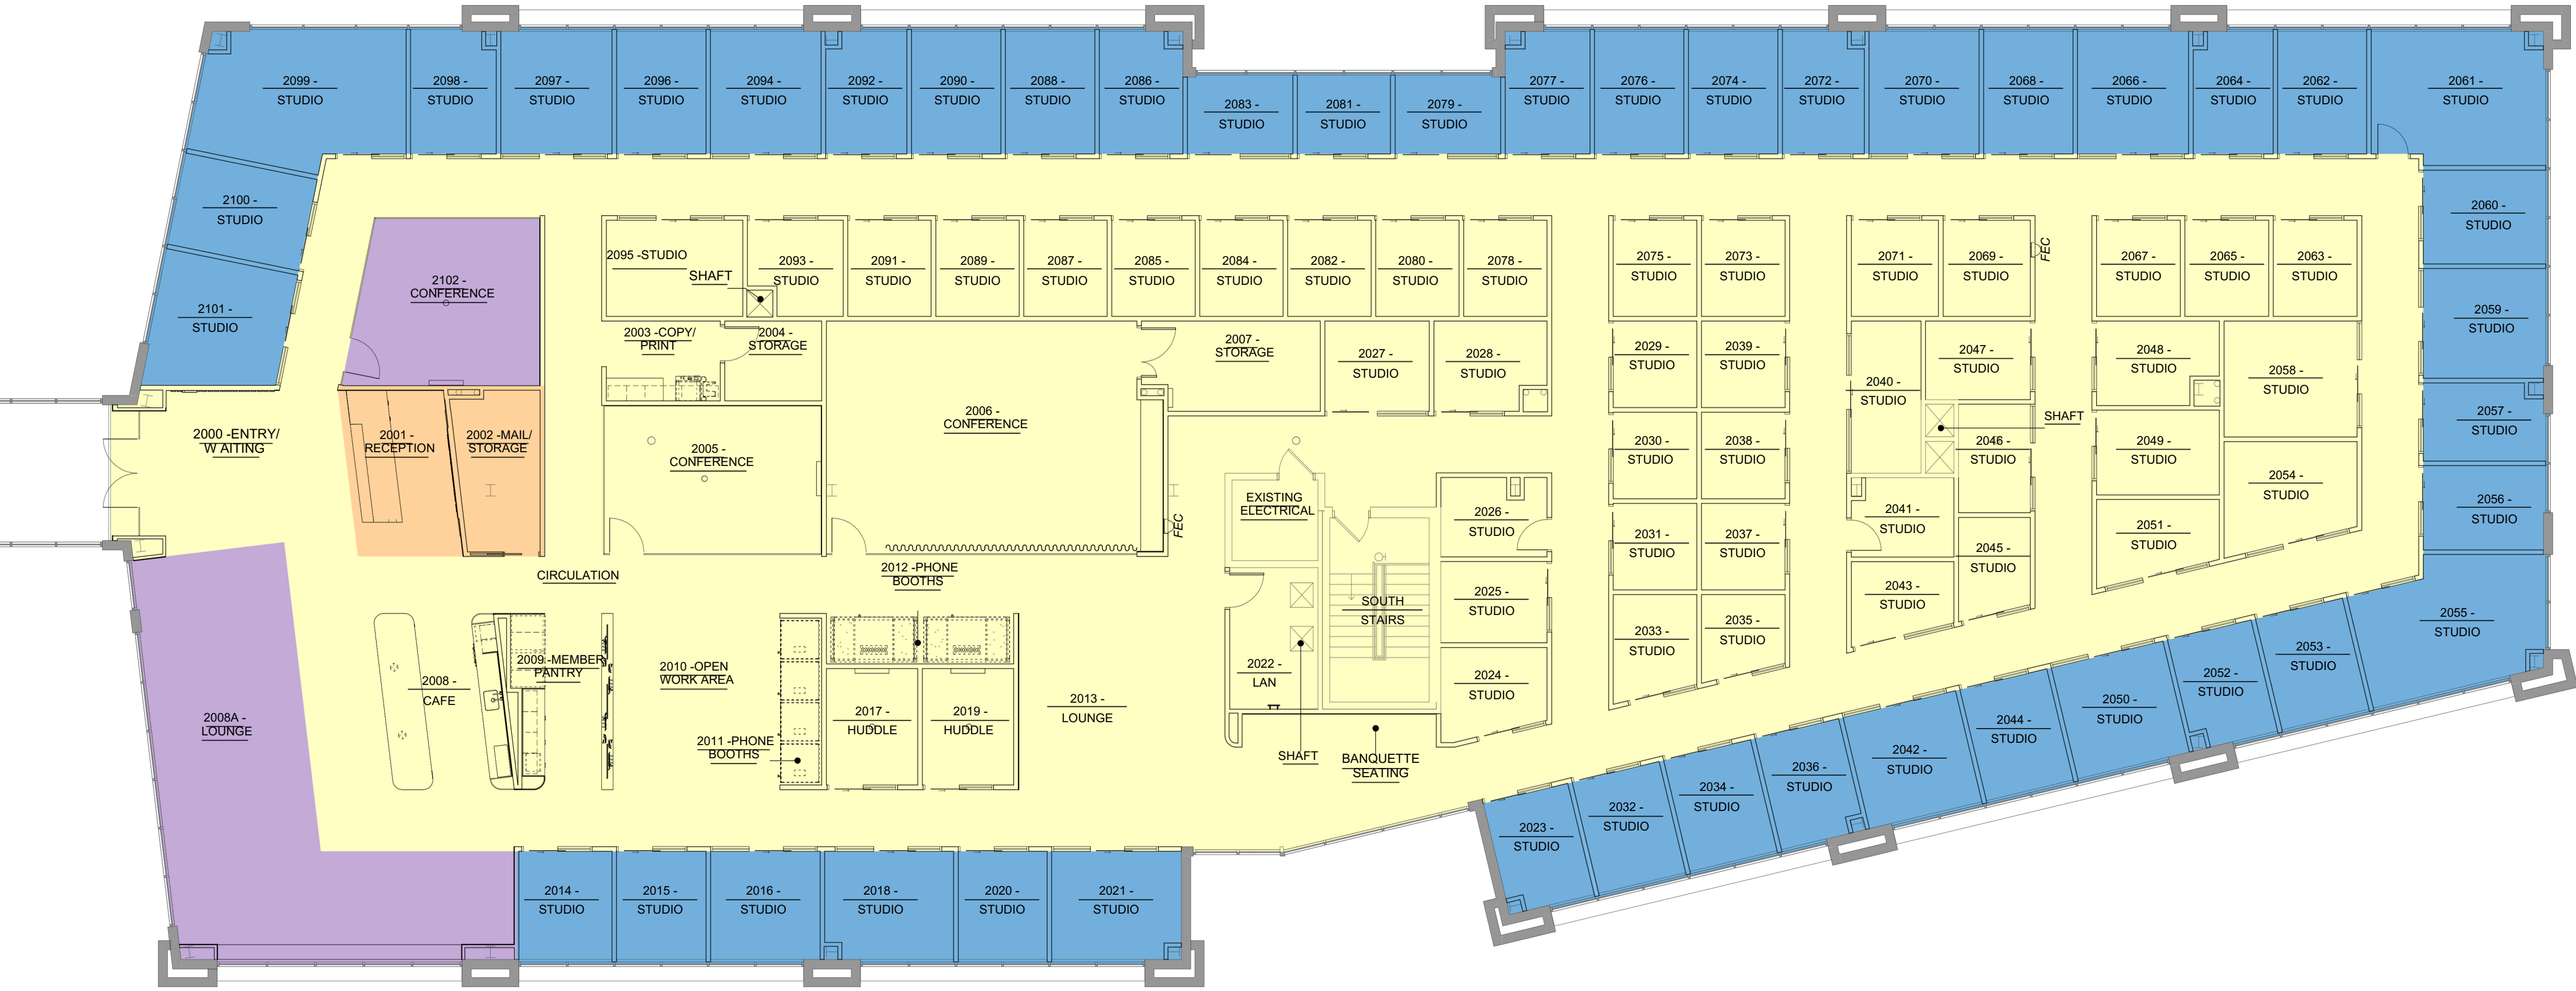 2099 -
STUDIO
2098 -
STUDIO
2097 -
STUDIO
2096 -
STUDIO
2094 -
STUDIO
2092 -
STUDIO
2090 -
STUDIO
2088 -
STUDIO
2086 -
STUDIO
2083 -
STUDIO
2081 -
STUDIO
2079 -
STUDIO
2077 -
STUDIO
2076 -
STUDIO
2074 -
STUDIO
2072 -
STUDIO
2070 -
STUDIO
2068 -
STUDIO
2066 -
STUDIO
2064 -
STUDIO
2062 -
STUDIO
2061 -
STUDIO
2100 -
STUDIO
2060 -
STUDIO
2102 -
CONFERENCE
2095 -STUDIO
SHAFT
2093 -
STUDIO
2091 -
STUDIO
2089 -
STUDIO
2087 -
STUDIO
2085 -
STUDIO
2084 -
STUDIO
2082 -
STUDIO
2080 -
STUDIO
2078 -
STUDIO
2075 -
STUDIO
2073 -
STUDIO
2071 -
STUDIO
2069 -
STUDIO
FEC
2067 -
STUDIO
2065 -
STUDIO
2063 -
STUDIO
2101 -
STUDIO
2059 -
STUDIO
2003 -COPY/
PRINT
2004 -
STORAGE
2007 -
STORAGE
2027 -
STUDIO
2028 -
STUDIO
2029 -
STUDIO
2039 -
STUDIO
2040 -
STUDIO
2047 -
STUDIO
2048 -
STUDIO
2058 -
STUDIO
2000 -ENTRY/
W AITING
2001 -
RECEPTION
2002 -MAIL/
STORAGE
2005 -
CONFERENCE
2006 -
CONFERENCE
2030 -
STUDIO
2038 -
STUDIO
2046 -
STUDIO
SHAFT
2049 -
STUDIO
2057 -
STUDIO
2054 -
STUDIO
2056 -
STUDIO
EXISTING
ELECTRICAL
FEC
2026 -
STUDIO
2031 -
STUDIO
2037 -
STUDIO
2041 -
STUDIO
2045 -
STUDIO
2051 -
STUDIO
CIRCULATION
2012 -PHONE
BOOTHS
SOUTH
STAIRS
2025 -
STUDIO
2033 -
STUDIO
2035 -
STUDIO
2043 -
STUDIO
2055 -
STUDIO
2053 -
STUDIO
2052 -
STUDIO
2050 -
STUDIO
2044 -
STUDIO
2042 -
STUDIO
2036 -
STUDIO
2034 -
STUDIO
2032 -
STUDIO
2023 -
STUDIO
2008A -
LOUNGE
2008 -
CAFE
2009 -MEMBER
PANTRY
2010 -OPEN
WORK AREA
2011 -PHONE
BOOTHS
2017 -
HUDDLE
2019 -
HUDDLE
2013 -
LOUNGE
2022 -
LAN
2024 -
STUDIO
SHAFT
BANQUETTE
SEATING
2014 -
STUDIO
2015 -
STUDIO
2016 -
STUDIO
2018 -
STUDIO
2020 -
STUDIO
2021 -
STUDIO